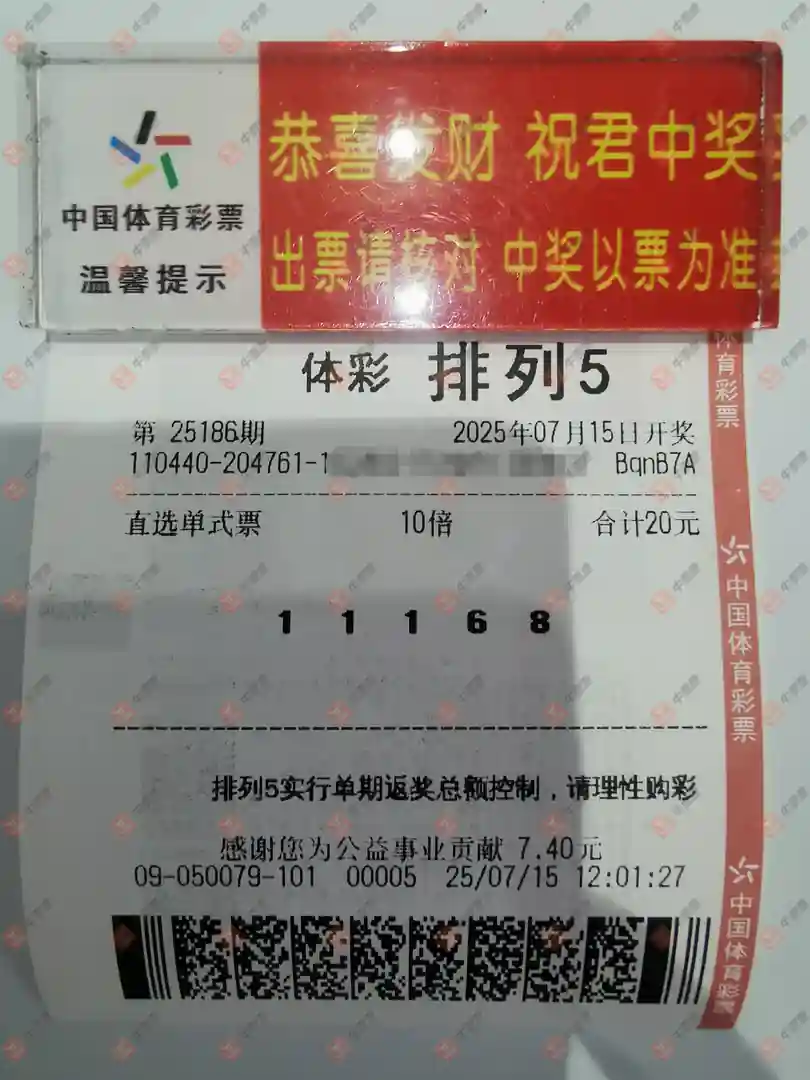 中国体育彩票
温馨提示
恭喜发财 祝君中奖
出票请核对 中奖以票为准
体彩 排列5
第 25186期 2025年07月15日开奖
110440-204761-1 BqnB7A
直选单式票 10倍 合计20元
1 1 1 6 8
排列5实行单期返奖总额控制，请理性购彩
感谢您为公益事业贡献 7.40元
09-050079-101 00005 25/07/15 12:01:27
体育彩票
中国体育彩票
中国体育彩票